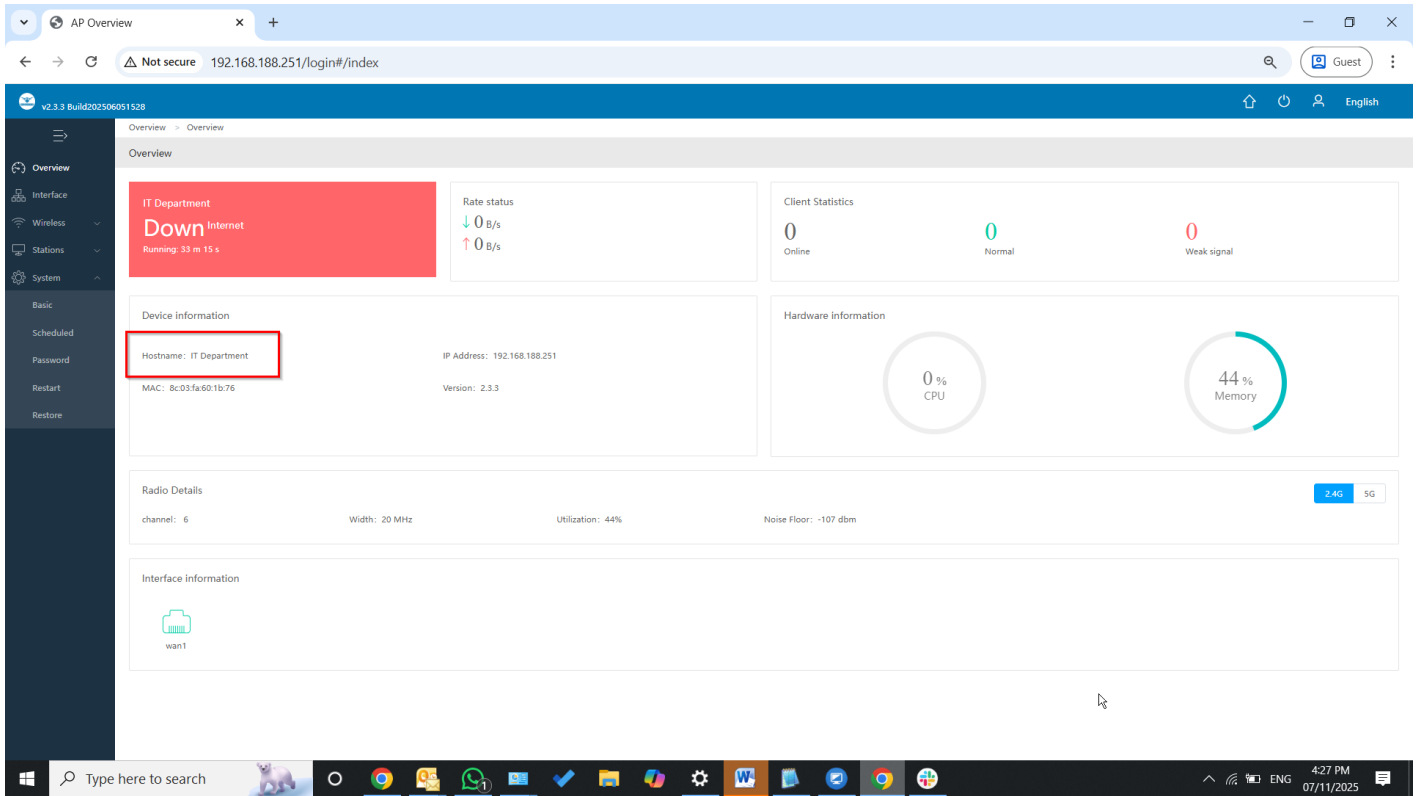 AP Overview
Not secure 192.168.188.251/login#/index
Guest
v2.3.3 Build202506051528
English
Overview > Overview
Overview
Overview
Interface
Wireless
Stations
System
Basic
Scheduled
Password
Restart
Restore
IT Department
Down Internet
Running: 33 m 15 s
Rate status
↓ 0 B/s
↑ 0 B/s
Client Statistics
0 0 0
Online Normal Weak signal
Device information
Hostname: IT Department IP Address: 192.168.188.251
MAC: 8c:03:fa:60:1b:76 Version: 2.3.3
Hardware information
0 %
CPU
44 %
Memory
Radio Details
2.4G 5G
channel: 6 Width: 20 MHz Utilization: 44% Noise Floor: -107 dbm
Interface information
wan1
Type here to search
1
ENG
4:27 PM
07/11/2025